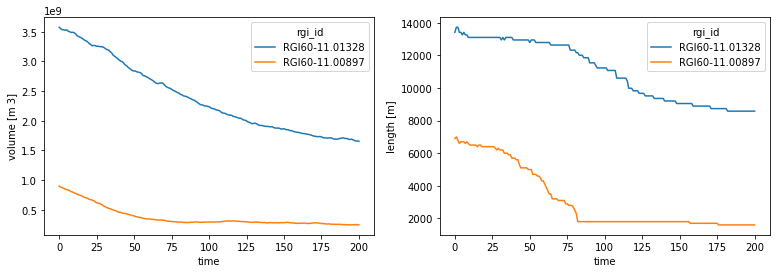 1e9
3.5
3.0
2.5
2.0
1.5
1.0
0.5
volume [m 3]
0 25 50 75 100 125 150 175 200
time
rgi_id
RGI60-11.01328
RGI60-11.00897
14000
12000
10000
8000
6000
4000
2000
length [m]
0 25 50 75 100 125 150 175 200
time
rgi_id
RGI60-11.01328
RGI60-11.00897